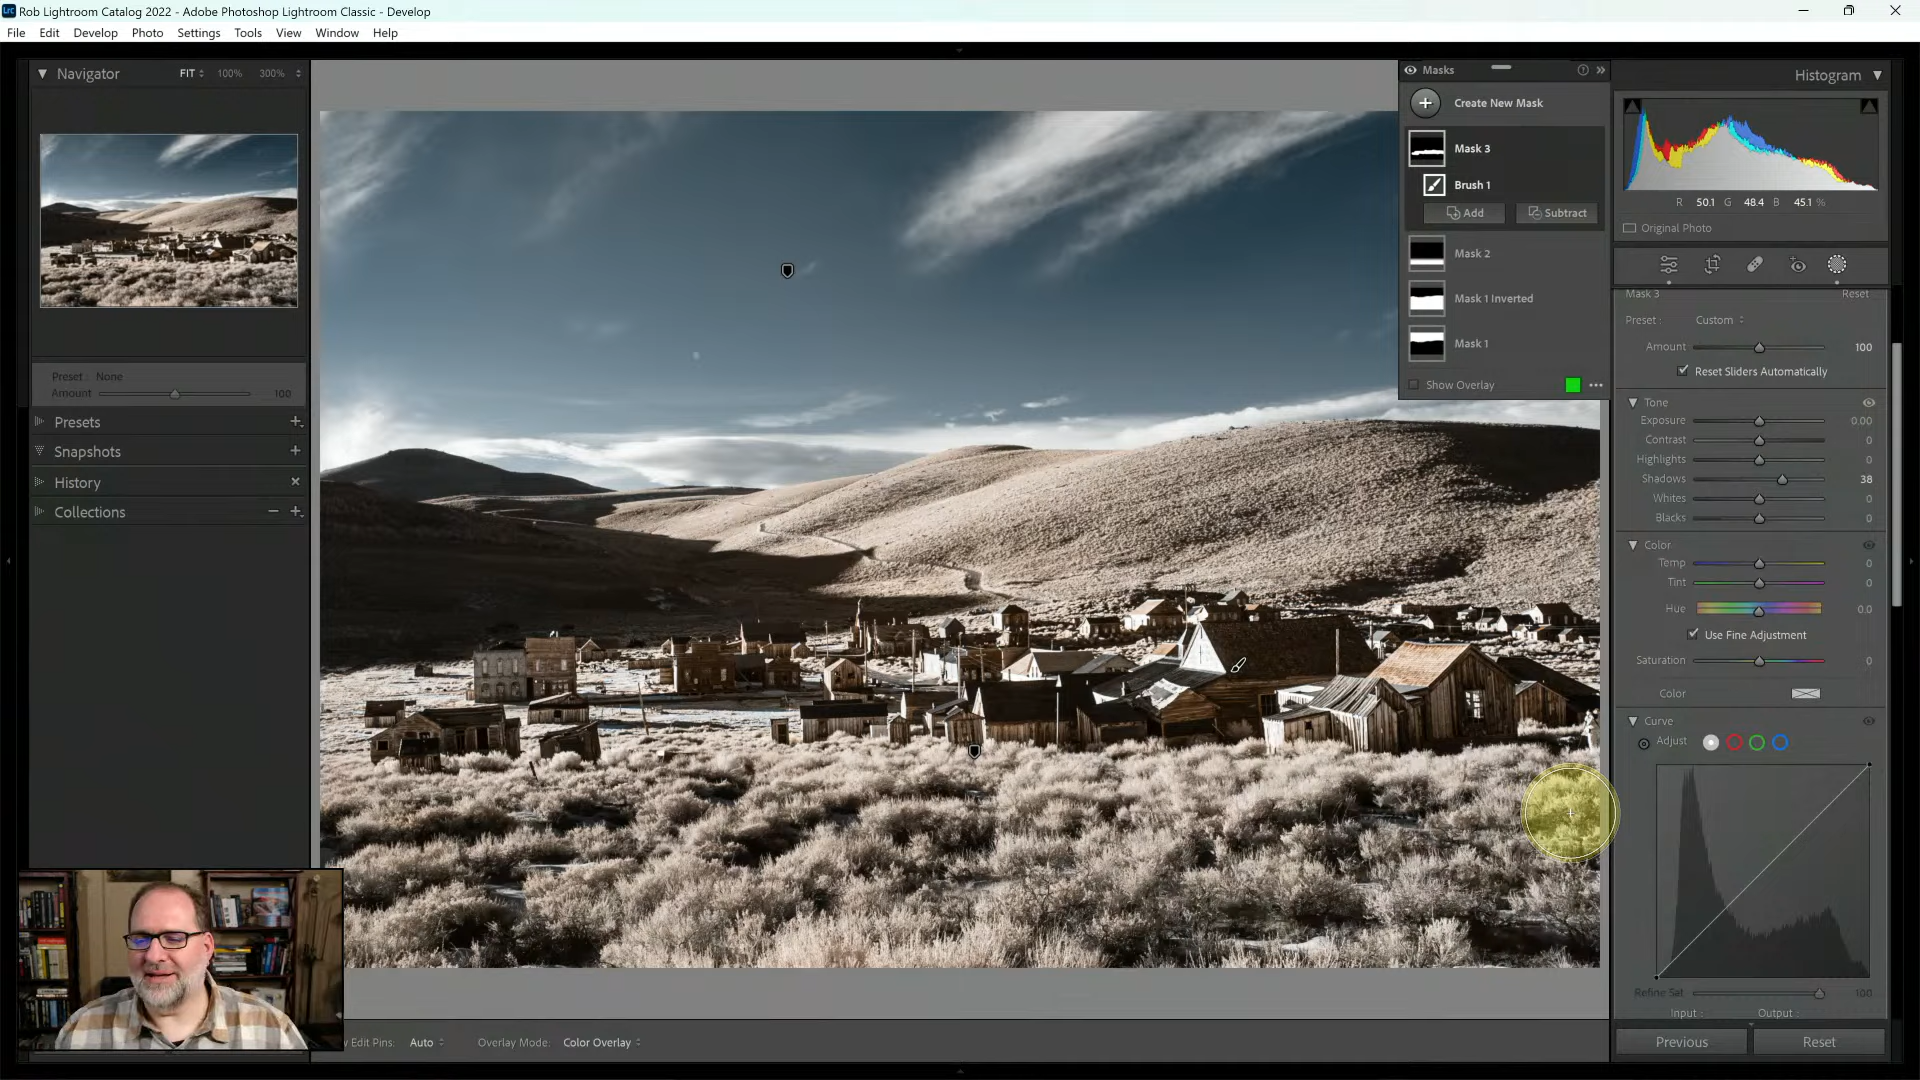 Rob Lightroom Catalog 2022 - Adobe Photoshop Lightroom Classic - Develop
File Edit Develop Photo Settings Tools View Window Help
Navigator FIT 100% 300%
Preset : None
Amount 100
Presets
Snapshots
History
Collections
Masks
Create New Mask
Mask 3
Brush 1
Add Subtract
Mask 2
Mask 1 Inverted
Mask 1
Show Overlay
Histogram
R 50.1 G 48.4 B 45.1 %
Original Photo
Mask 3 Reset
Preset : Custom
Amount 100
Reset Sliders Automatically
Tone
Exposure 0.00
Contrast 0
Highlights 0
Shadows 38
Whites 0
Blacks 0
Color
Temp 0
Tint 0
Hue 0.0
Use Fine Adjustment
Saturation 0
Color
Curve
Adjust
Refine Sat. 100
Input : Output :
Previous Reset
Edit Pins: Auto Overlay Mode: Color Overlay